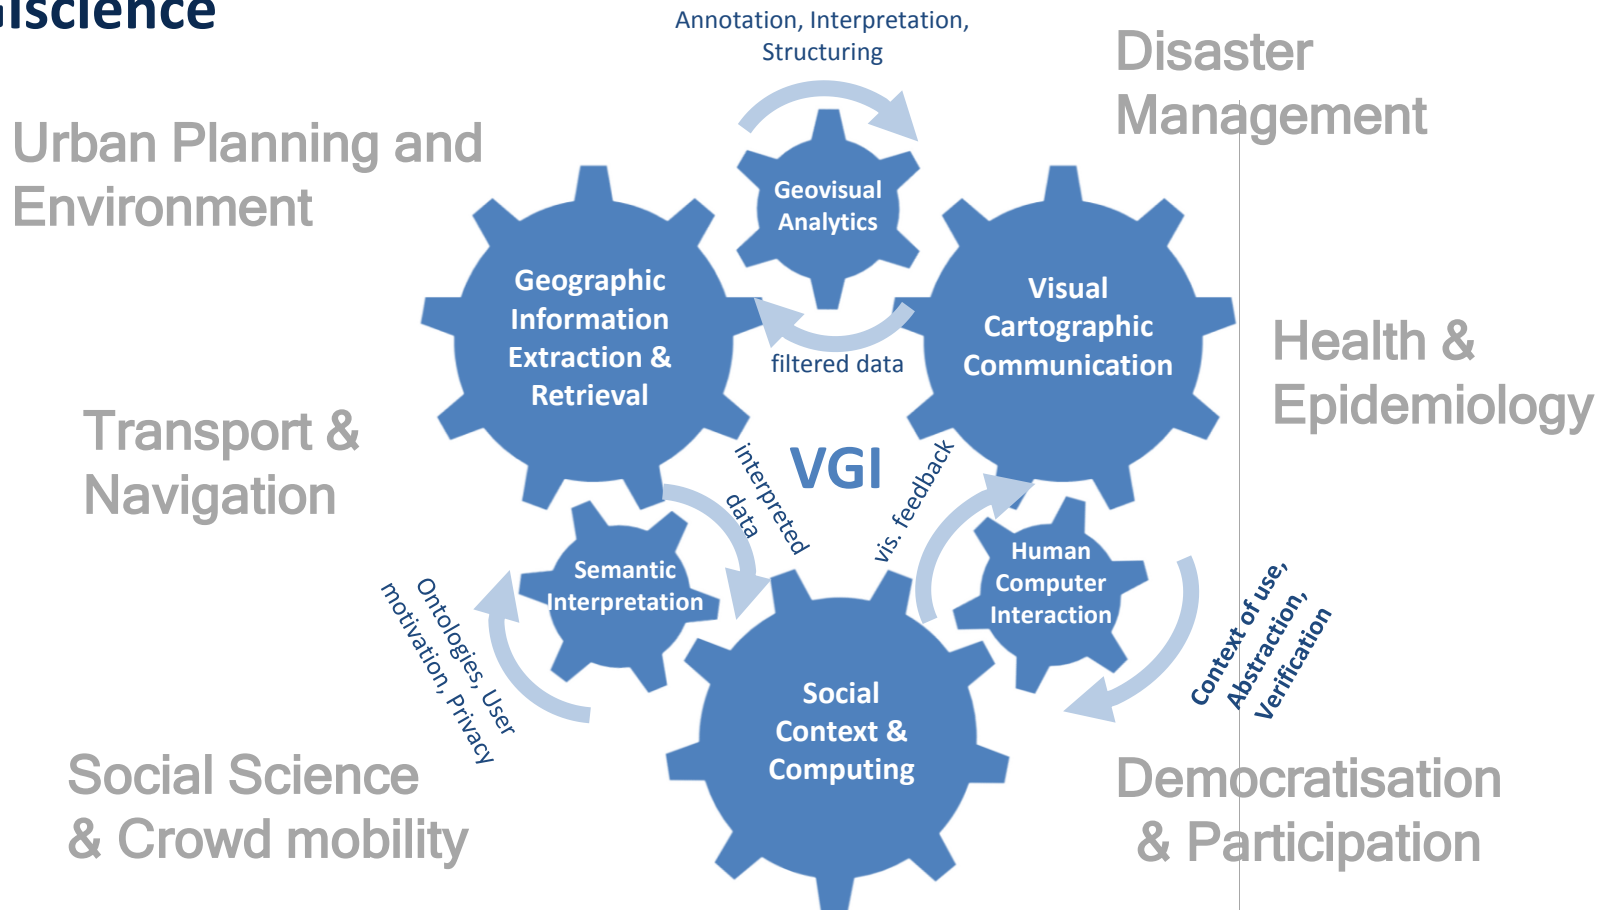 GIscience
Annotation, Interpretation,
Structuring
Disaster
Management
Urban Planning and
Environment
Geovisual
Analytics
Geographic
Information
Extraction &
Retrieval
Visual
Cartographic
Communication
filtered data
Health &
Epidemiology
Transport &
Navigation
VGI
interpreted
data
vis. feedback
Semantic
Interpretation
Human
Computer
Interaction
Ontologies, User
motivation, Privacy
Context of use,
Abstraction,
Verification
Social
Context &
Computing
Social Science
& Crowd mobility
Democratisation
& Participation